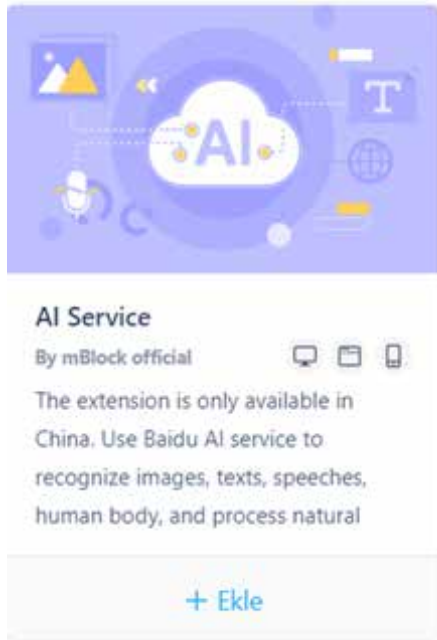 AI
T
AI Service
By mBlock official
The extension is only available in
China. Use Baidu AI service to
recognize images, texts, speeches,
human body, and process natural
+ Ekle